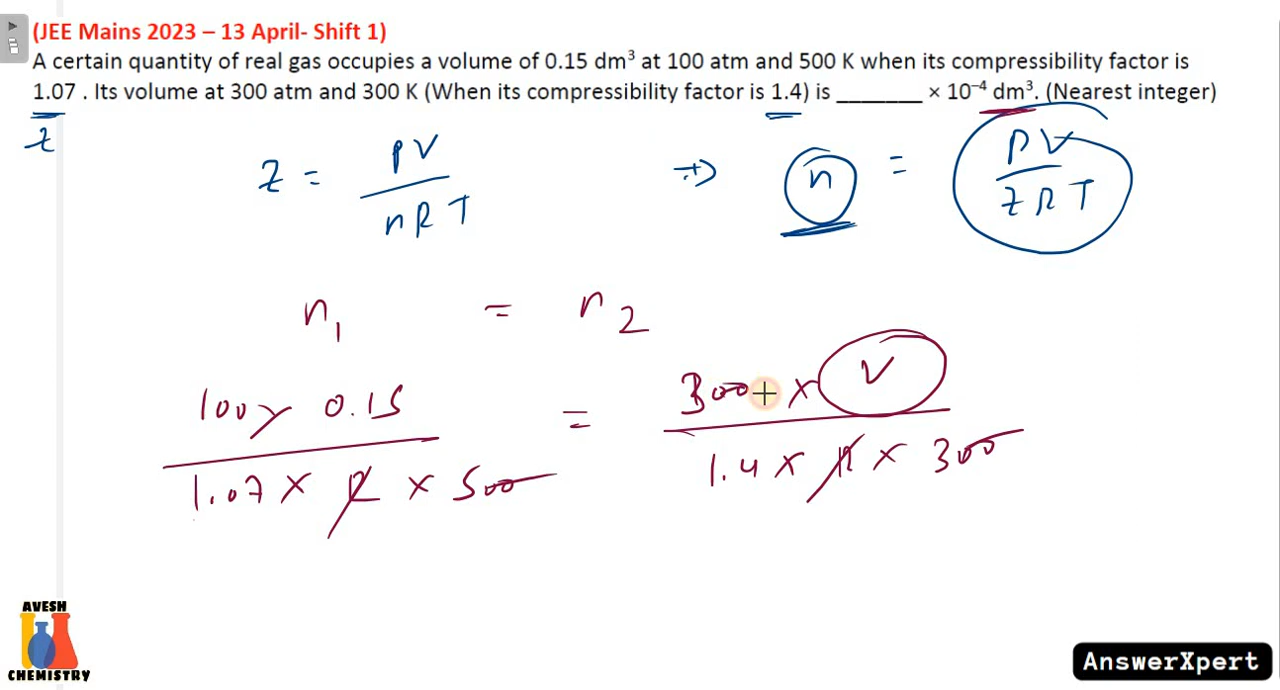 (JEE Mains 2023 – 13 April- Shift 1)
A certain quantity of real gas occupies a volume of 0.15 dm³ at 100 atm and 500 K when its compressibility factor is
1.07 . Its volume at 300 atm and 300 K (When its compressibility factor is 1.4) is _______ × 10⁻⁴ dm³. (Nearest integer)
z
z = PV / nRT ⇒ n = PV / zRT
n₁ = n₂
100 × 0.15 / 1.07 × R × 500 = 300 × V / 1.4 × R × 300
AVESH
CHEMISTRY
AnswerXpert